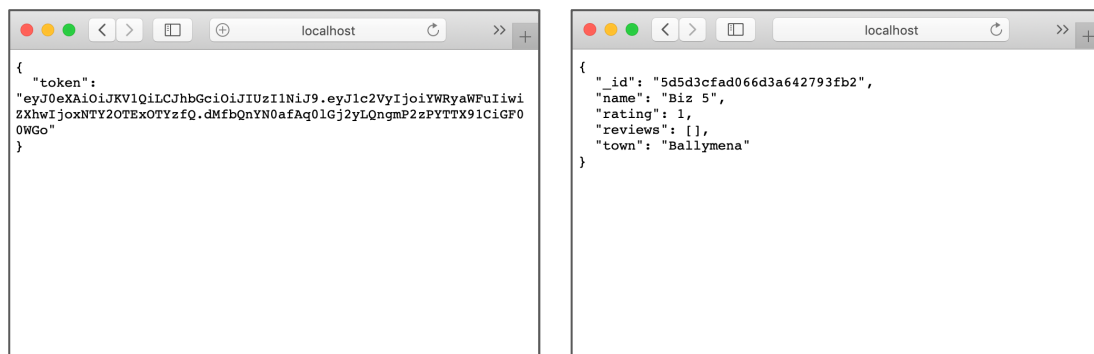 localhost
{
"token":
"eyJ0eXAiOiJKV1QiLCJhbGciOiJIUzI1NiJ9.eyJ1c2VyIjoiYWRyaWFuIiwi
ZXhwIjoxNTY2OTExOTYzfQ.dMfbQnYN0afAq0lGj2yLQngmP2zPYTTX91CiGF0
0WGo"
}
localhost
{
"_id": "5d5d3cfad066d3a642793fb2",
"name": "Biz 5",
"rating": 1,
"reviews": [],
"town": "Ballymena"
}